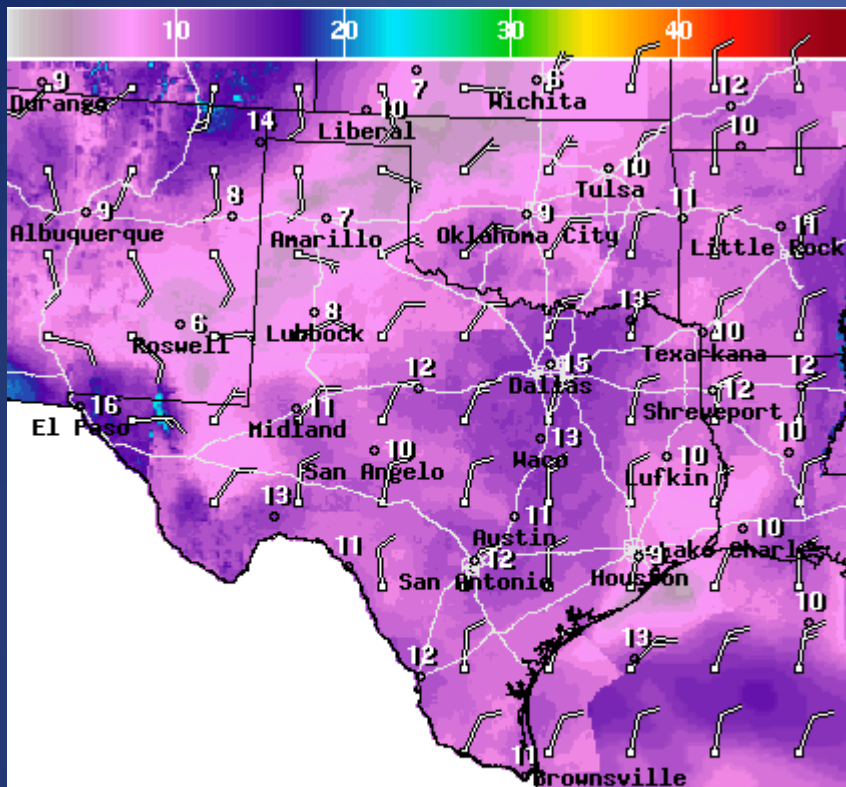 10 20 30 40
9 7 6 12
Durango Wichita
10
Liberal
14 10
10
Tulsa
9 8 7 9 11 11
Albuquerque Amarillo Oklahoma City Little Rock
6 8 13 10
Roswell Lubbock Texarkana
12 15 12 12
Dallas Shreveport
16 11
El Paso Midland
10 13 10 10
San Angelo Waco Lufkin
13 11 10
Austin Lake Charles
11 12 9
San Antonio Houston
10
12 13
11
Brownsville